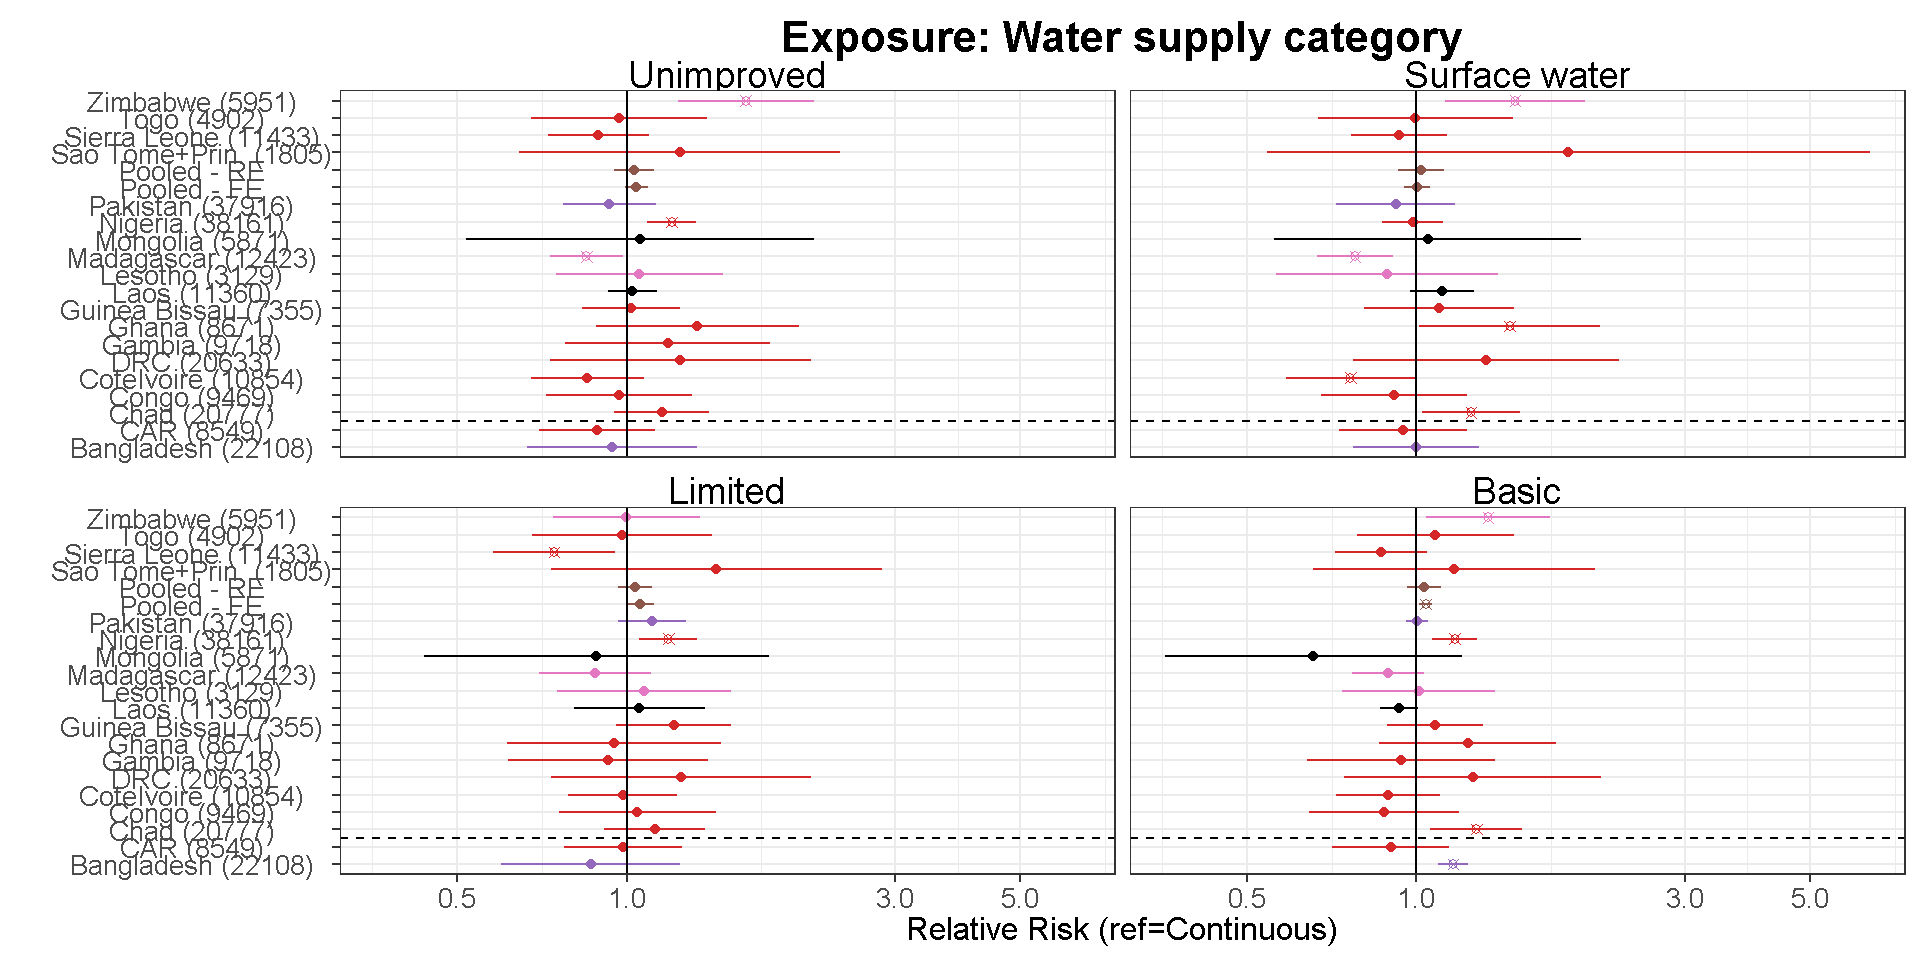 Exposure: Water supply category
Unimproved
Surface water
Zimbabwe (5951)
Togo (4902)
Sierra Leone (11433)
Sao Tome+Prin  (1805)
Pooled - RE
Pooled - FE
Pakistan (37916)
Nigeria (38161)
Mongolia (5871)
Madagascar (12423)
Lesotho (3129)
Laos (11360)
Guinea Bissau (7355)
Ghana (8671)
Gambia (9718)
DRC (20633)
CoteIvoire (10854)
Congo (9469)
Chad (20777)
CAR (8549)
Bangladesh (22108)
Limited
Basic
Zimbabwe (5951)
Togo (4902)
Sierra Leone (11433)
Sao Tome+Prin  (1805)
Pooled - RE
Pooled - FE
Pakistan (37916)
Nigeria (38161)
Mongolia (5871)
Madagascar (12423)
Lesotho (3129)
Laos (11360)
Guinea Bissau (7355)
Ghana (8671)
Gambia (9718)
DRC (20633)
CoteIvoire (10854)
Congo (9469)
Chad (20777)
CAR (8549)
Bangladesh (22108)
0.5 1.0 3.0 5.0 0.5 1.0 3.0 5.0
Relative Risk (ref=Continuous)